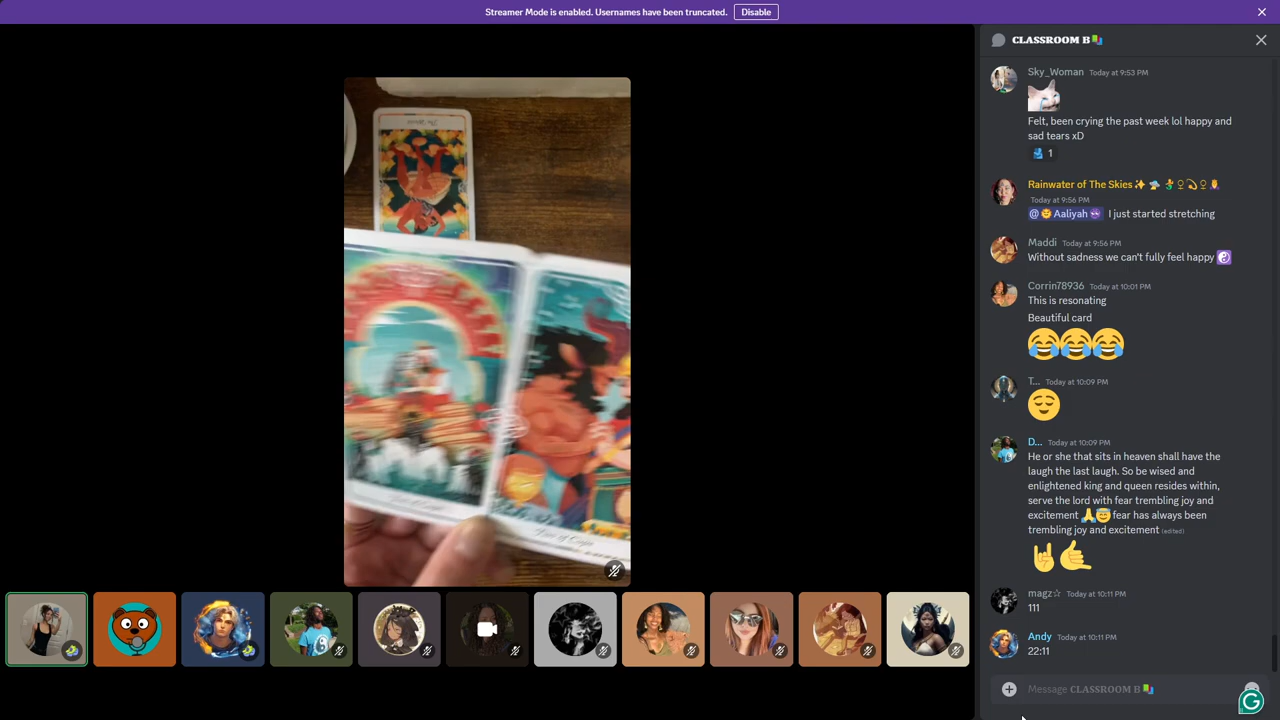 Streamer Mode is enabled. Usernames have been truncated. Disable
CLASSROOM B
Sky_Woman Today at 9:53 PM
Felt, been crying the past week lol happy and
sad tears xD
1
Rainwater of The Skies
Today at 9:56 PM
@Aaliyah I just started stretching
Maddi Today at 9:56 PM
Without sadness we can't fully feel happy
Corrin78936 Today at 10:01 PM
This is resonating
Beautiful card
T... Today at 10:09 PM
D... Today at 10:09 PM
He or she that sits in heaven shall have the
laugh the last laugh. So be wised and
enlightened king and queen resides within,
serve the lord with fear trembling joy and
excitement fear has always been
trembling joy and excitement (edited)
magz☆ Today at 10:11 PM
111
Andy Today at 10:11 PM
22:11
Message CLASSROOM B